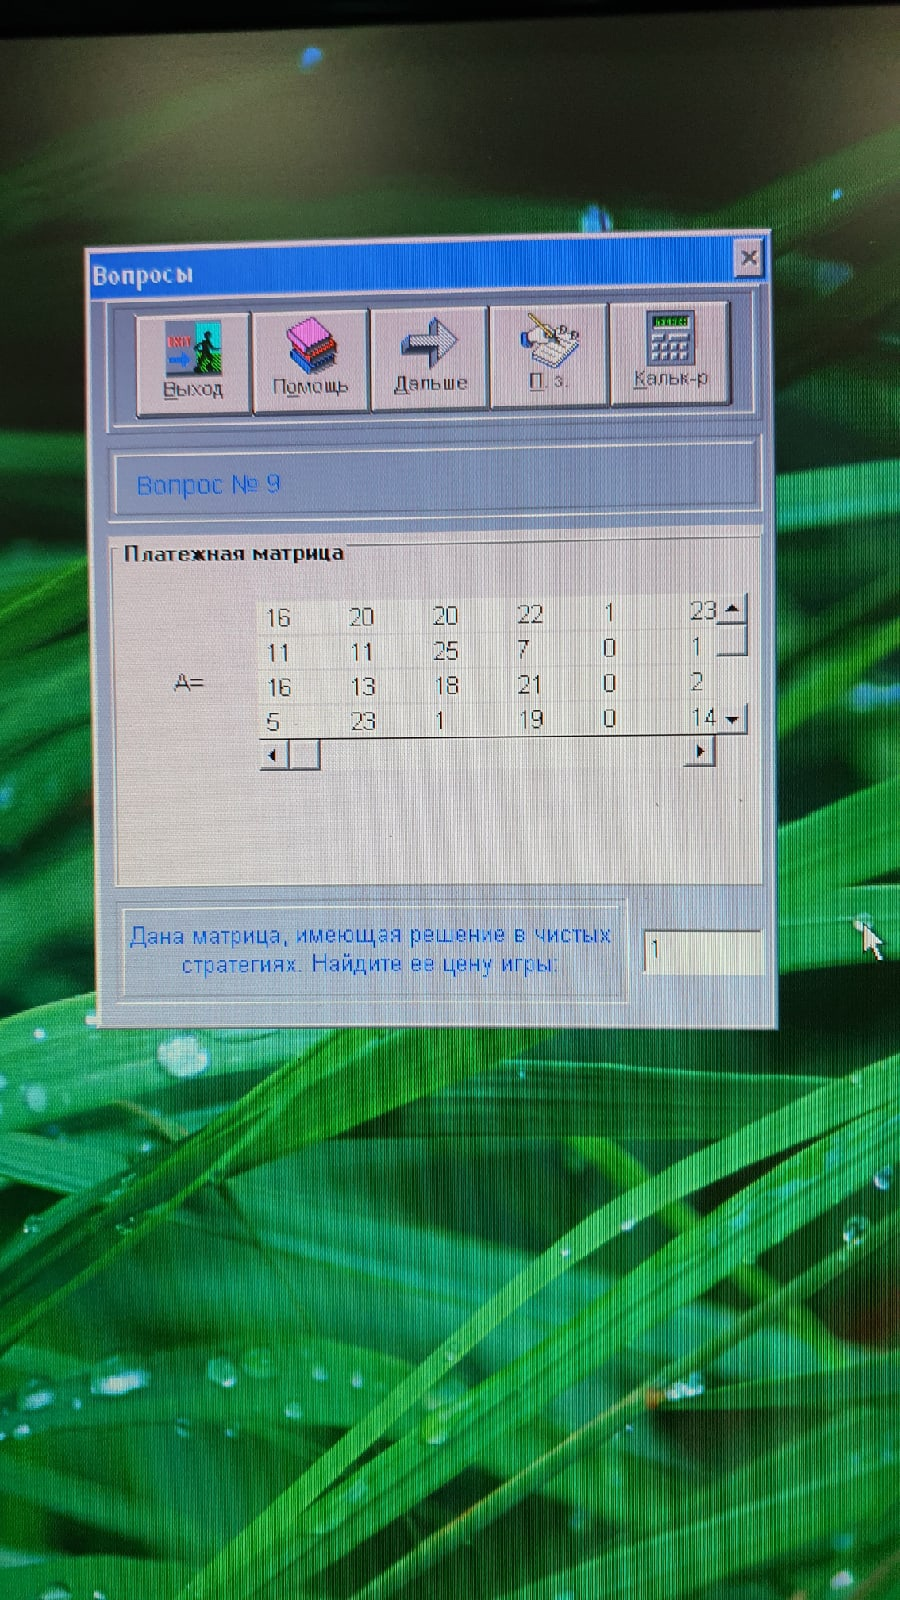 Вопросы
EXIT
Выход
Помощь
Дальше
П. з.
Кальк-р
Вопрос № 9
Платежная матрица
A=
16 20 20 22 1 23
11 11 25 7 0 1
16 13 18 21 0 2
5 23 1 19 0 14
Дана матрица, имеющая решение в чистых
стратегиях. Найдите ее цену игры:
1